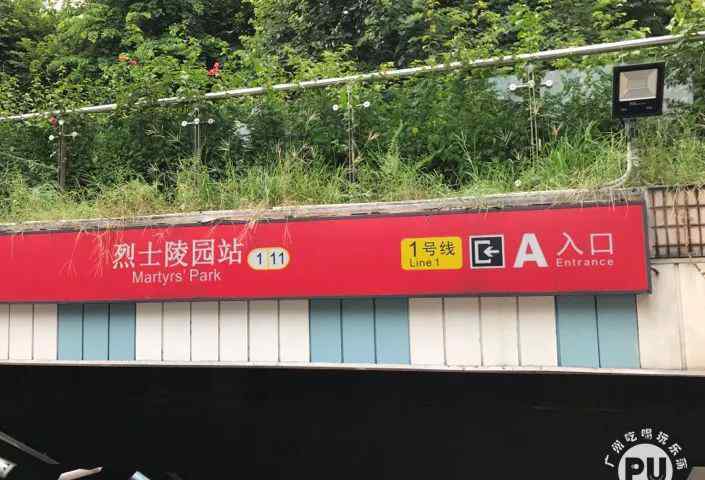 烈士陵园站 1 11
Martyrs' Park
1号线
Line 1
A 入口
Entrance
广州吃喝玩乐荡
PU